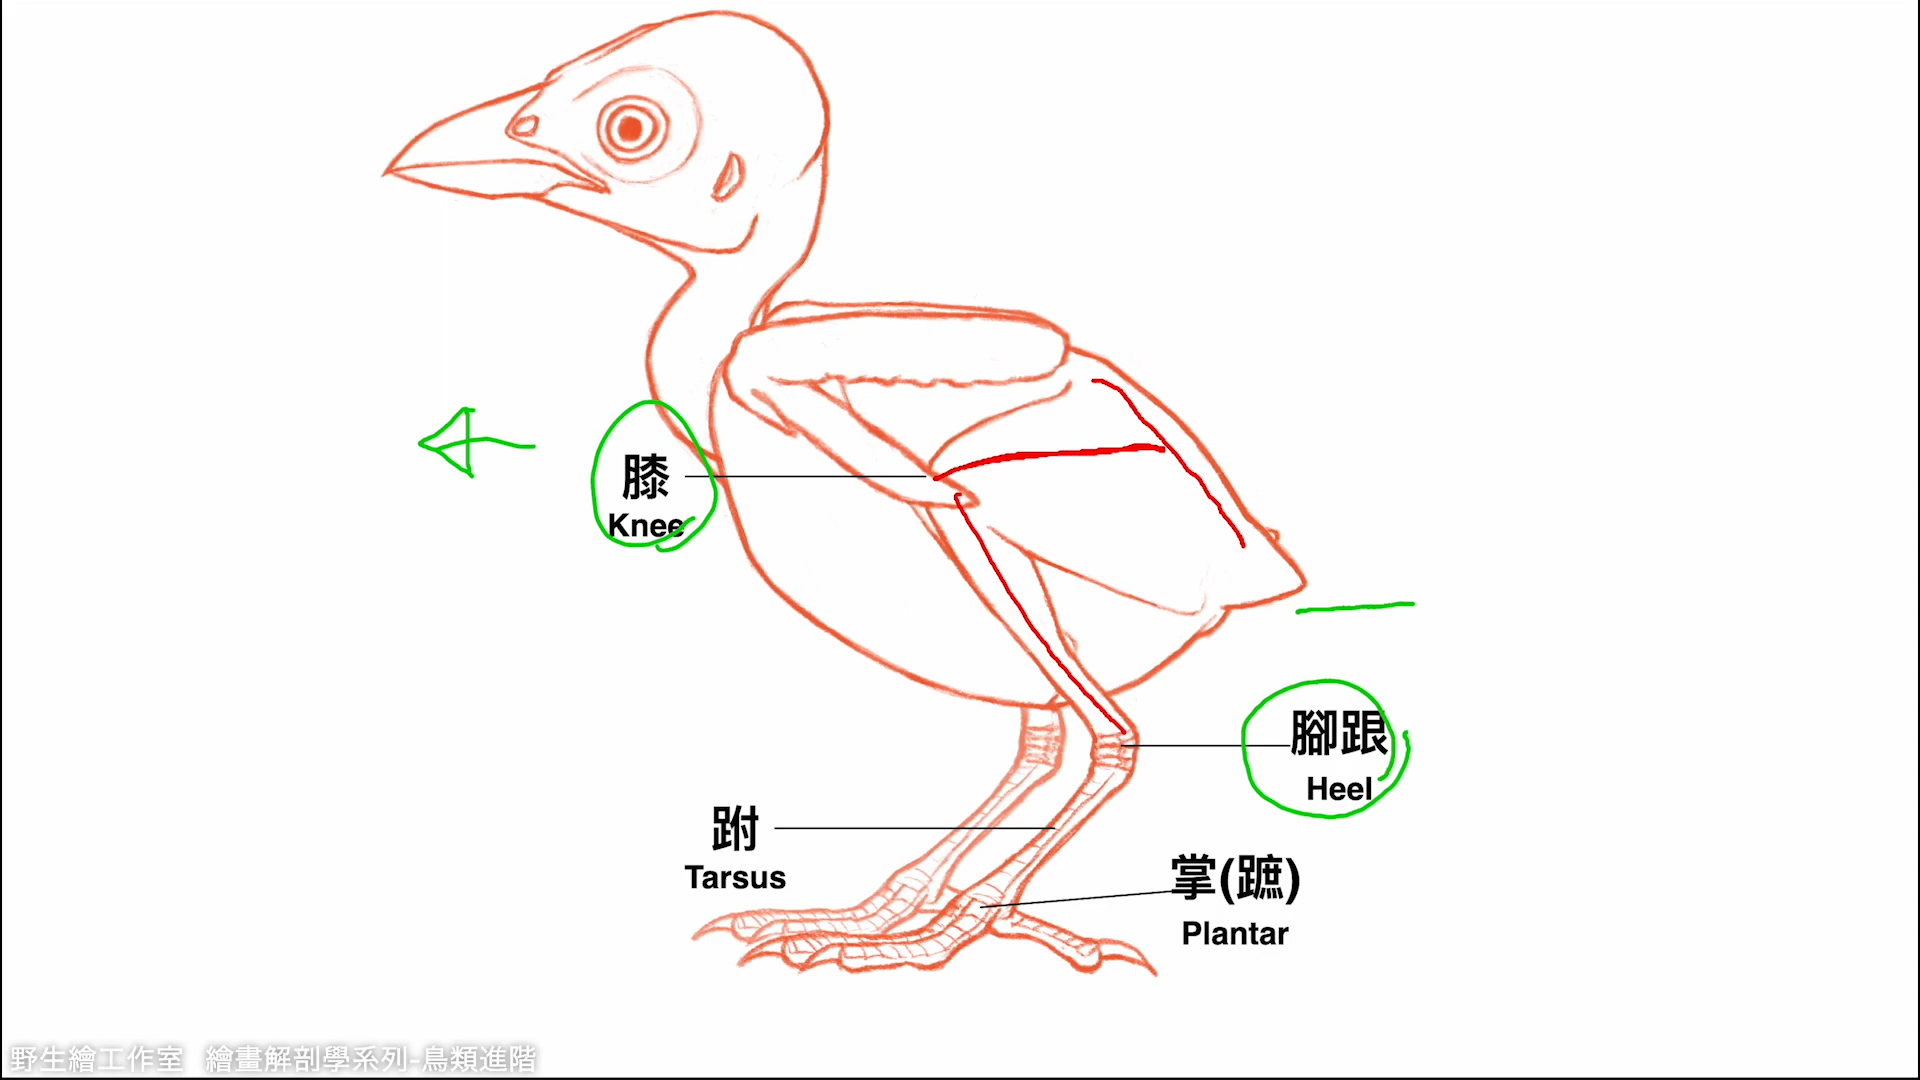 膝
Knee
腳跟
Heel
跗
Tarsus
掌(蹠)
Plantar
野生繪工作室 繪畫解剖學系列-鳥類進階